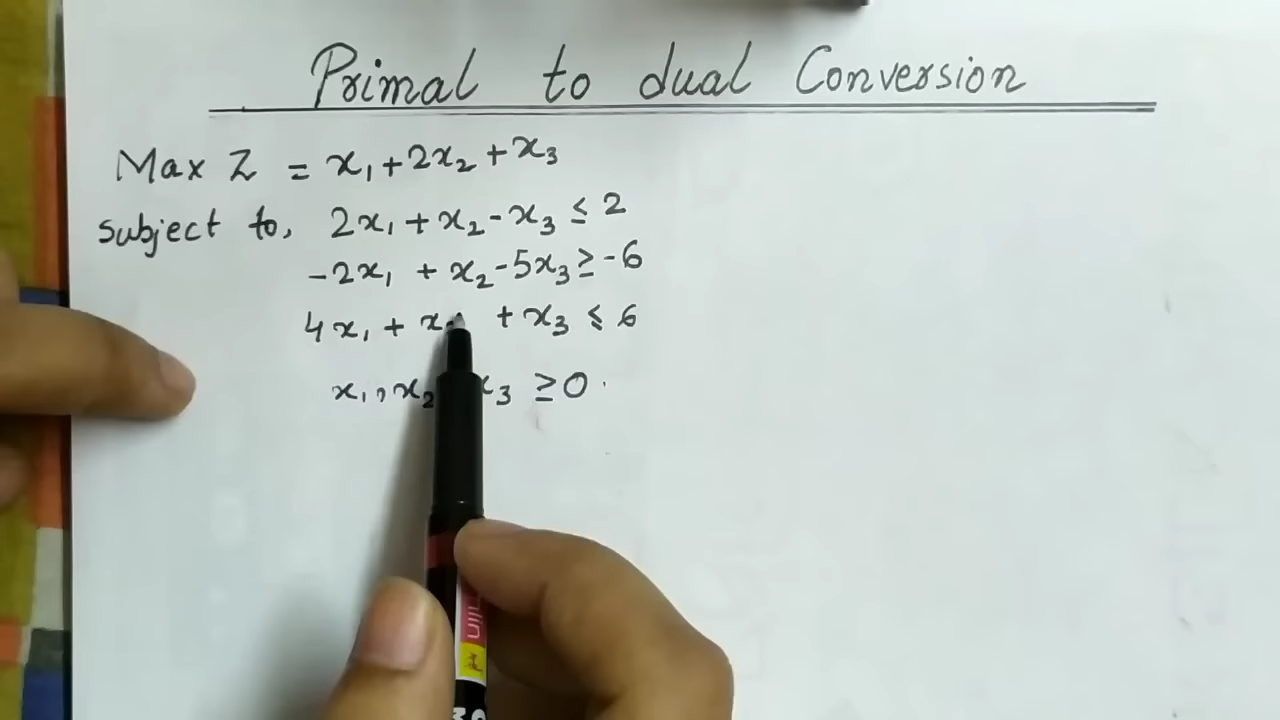 Primal to dual Conversion
Max Z = x₁ + 2x₂ + x₃
Subject to, 2x₁ + x₂ - x₃ ≤ 2
-2x₁ + x₂ - 5x₃ ≥ -6
4x₁ + x + x₃ ≤ 6
x₁, x₂ x₃ ≥ 0.